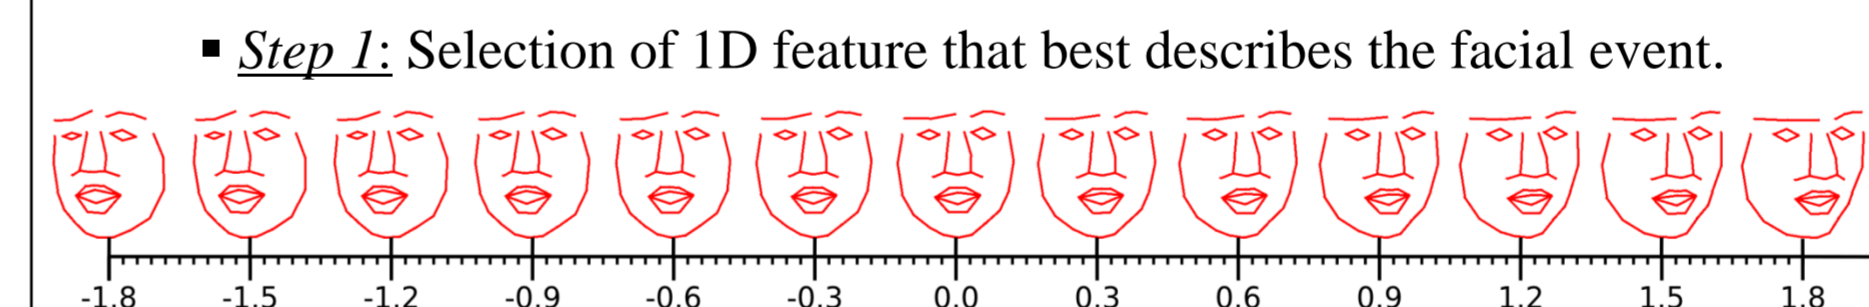 ▪ Step 1: Selection of 1D feature that best describes the facial event.
-1.8 -1.5 -1.2 -0.9 -0.6 -0.3 0.0 0.3 0.6 0.9 1.2 1.5 1.8